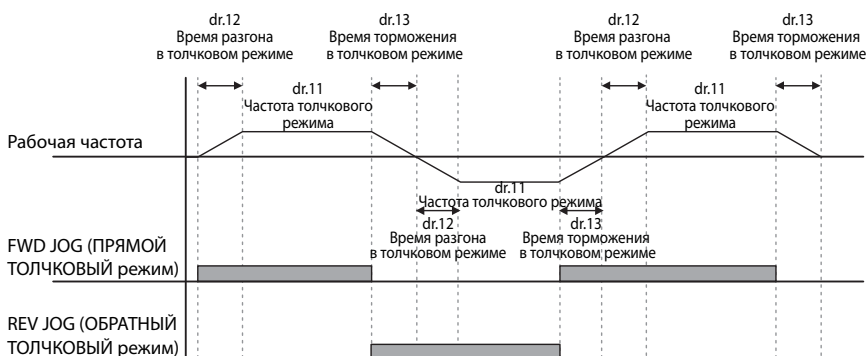 dr.12
Время разгона
в толчковом режиме
dr.13
Время торможения
в толчковом режиме
dr.12
Время разгона
в толчковом режиме
dr.13
Время торможения
в толчковом режиме
dr.11
Частота толчкового
режима
dr.11
Частота толчкового
режима
Рабочая частота
dr.11
Частота толчкового режима
dr.12
Время разгона
в толчковом режиме
dr.13
Время торможения
в толчковом режиме
FWD JOG (ПРЯМОЙ
ТОЛЧКОВЫЙ режим)
REV JOG (ОБРАТНЫЙ
ТОЛЧКОВЫЙ режим)